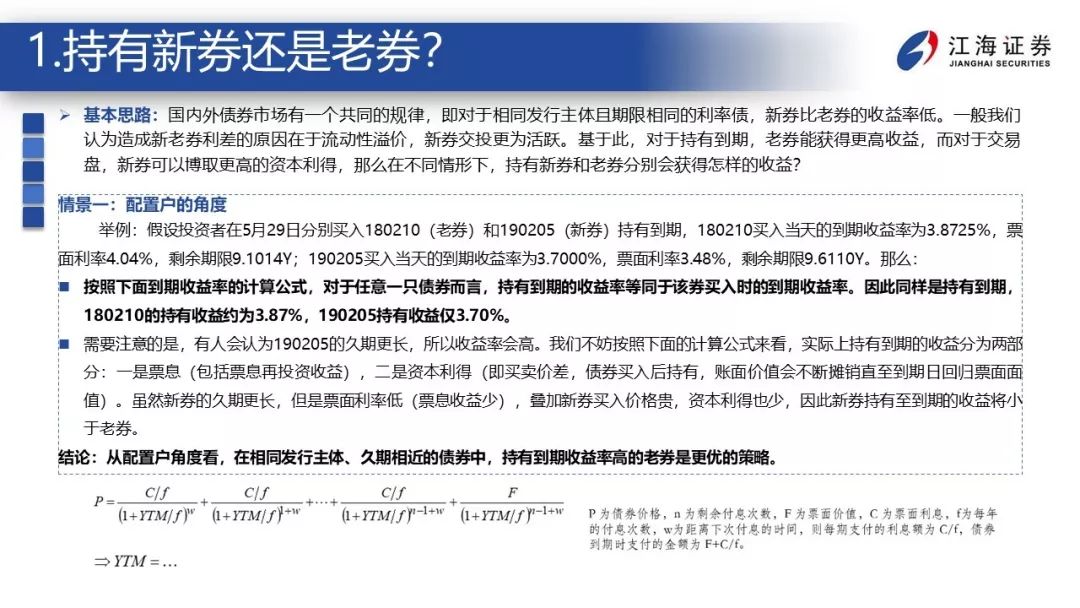 1.持有新券还是老券？
江海证券
JIANGHAI SECURITIES
➢ 基本思路：国内外债券市场有一个共同的规律，即对于相同发行主体且期限相同的利率债，新券比老券的收益率低。一般我们
认为造成新老券利差的原因在于流动性溢价，新券交投更为活跃。基于此，对于持有到期，老券能获得更高收益，而对于交易
盘，新券可以博取更高的资本利得，那么在不同情形下，持有新券和老券分别会获得怎样的收益？
情景一：配置户的角度
举例：假设投资者在5月29日分别买入180210（老券）和190205（新券）持有到期，180210买入当天的到期收益率为3.8725%，票
面利率4.04%，剩余期限9.1014Y；190205买入当天的到期收益率为3.7000%，票面利率3.48%，剩余期限9.6110Y。那么：
■ 按照下面到期收益率的计算公式，对于任意一只债券而言，持有到期的收益率等同于该券买入时的到期收益率。因此同样是持有到期，
180210的持有收益约为3.87%，190205持有收益仅3.70%。
■ 需要注意的是，有人会认为190205的久期更长，所以收益率会高。我们不妨按照下面的计算公式来看，实际上持有到期的收益分为两部
分：一是票息（包括票息再投资收益），二是资本利得（即买卖价差，债券买入后持有，账面价值会不断摊销直至到期日回归票面面
值）。虽然新券的久期更长，但是票面利率低（票息收益少），叠加新券买入价格贵，资本利得也少，因此新券持有至到期的收益将小
于老券。
结论：从配置户角度看，在相同发行主体、久期相近的债券中，持有到期收益率高的老券是更优的策略。
P = (C/f)/(1+YTM/f)^w + (C/f)/(1+YTM/f)^(1+w) + ⋯ + (C/f)/(1+YTM/f)^(n−1+w) + F/(1+YTM/f)^(n−1+w)
⇒ YTM = …
P 为债券价格，n 为剩余付息次数，F 为票面价值，C 为票面利息，f为每年
的付息次数，w为距离下次付息的时间，则每期支付的利息额为 C/f，债券
到期时支付的金额为 F+C/f。